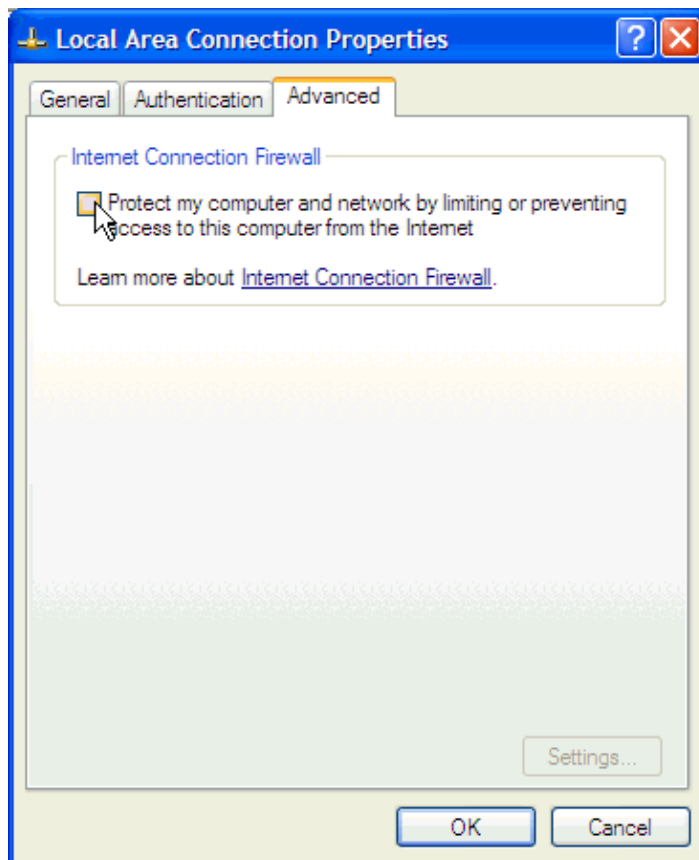 Local Area Connection Properties
General Authentication Advanced
Internet Connection Firewall
Protect my computer and network by limiting or preventing
access to this computer from the Internet
Learn more about Internet Connection Firewall.
Settings...
OK Cancel